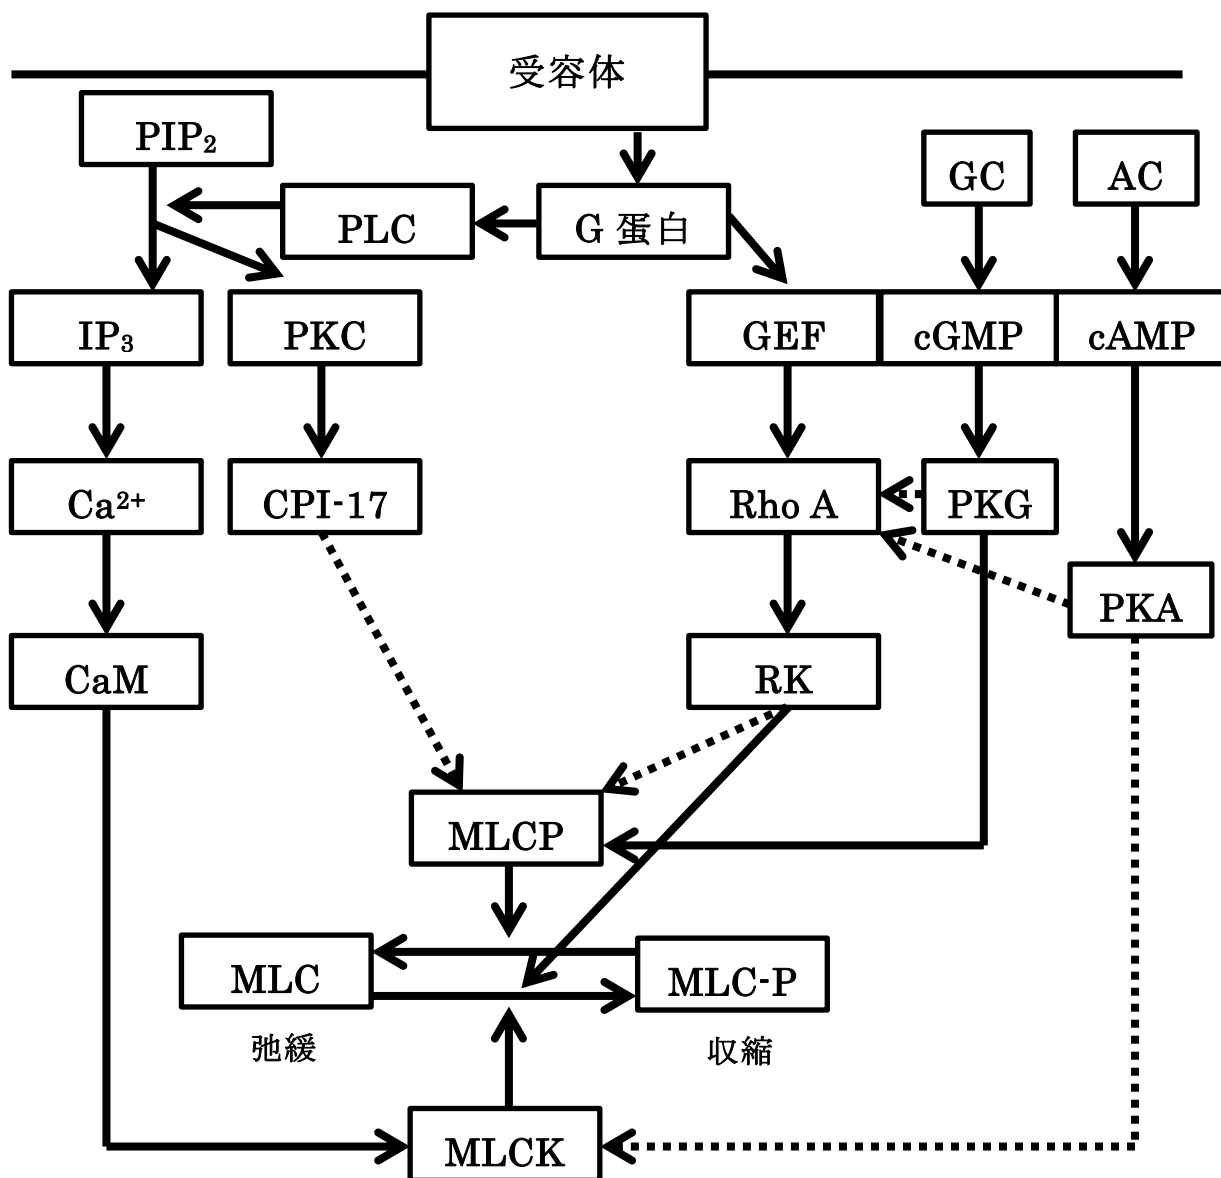 受容体
PIP₂
GC
AC
PLC
G 蛋白
IP₃
PKC
GEF
cGMP
cAMP
Ca²⁺
CPI-17
Rho A
PKG
PKA
CaM
RK
MLCP
MLC
MLC-P
弛緩
収縮
MLCK